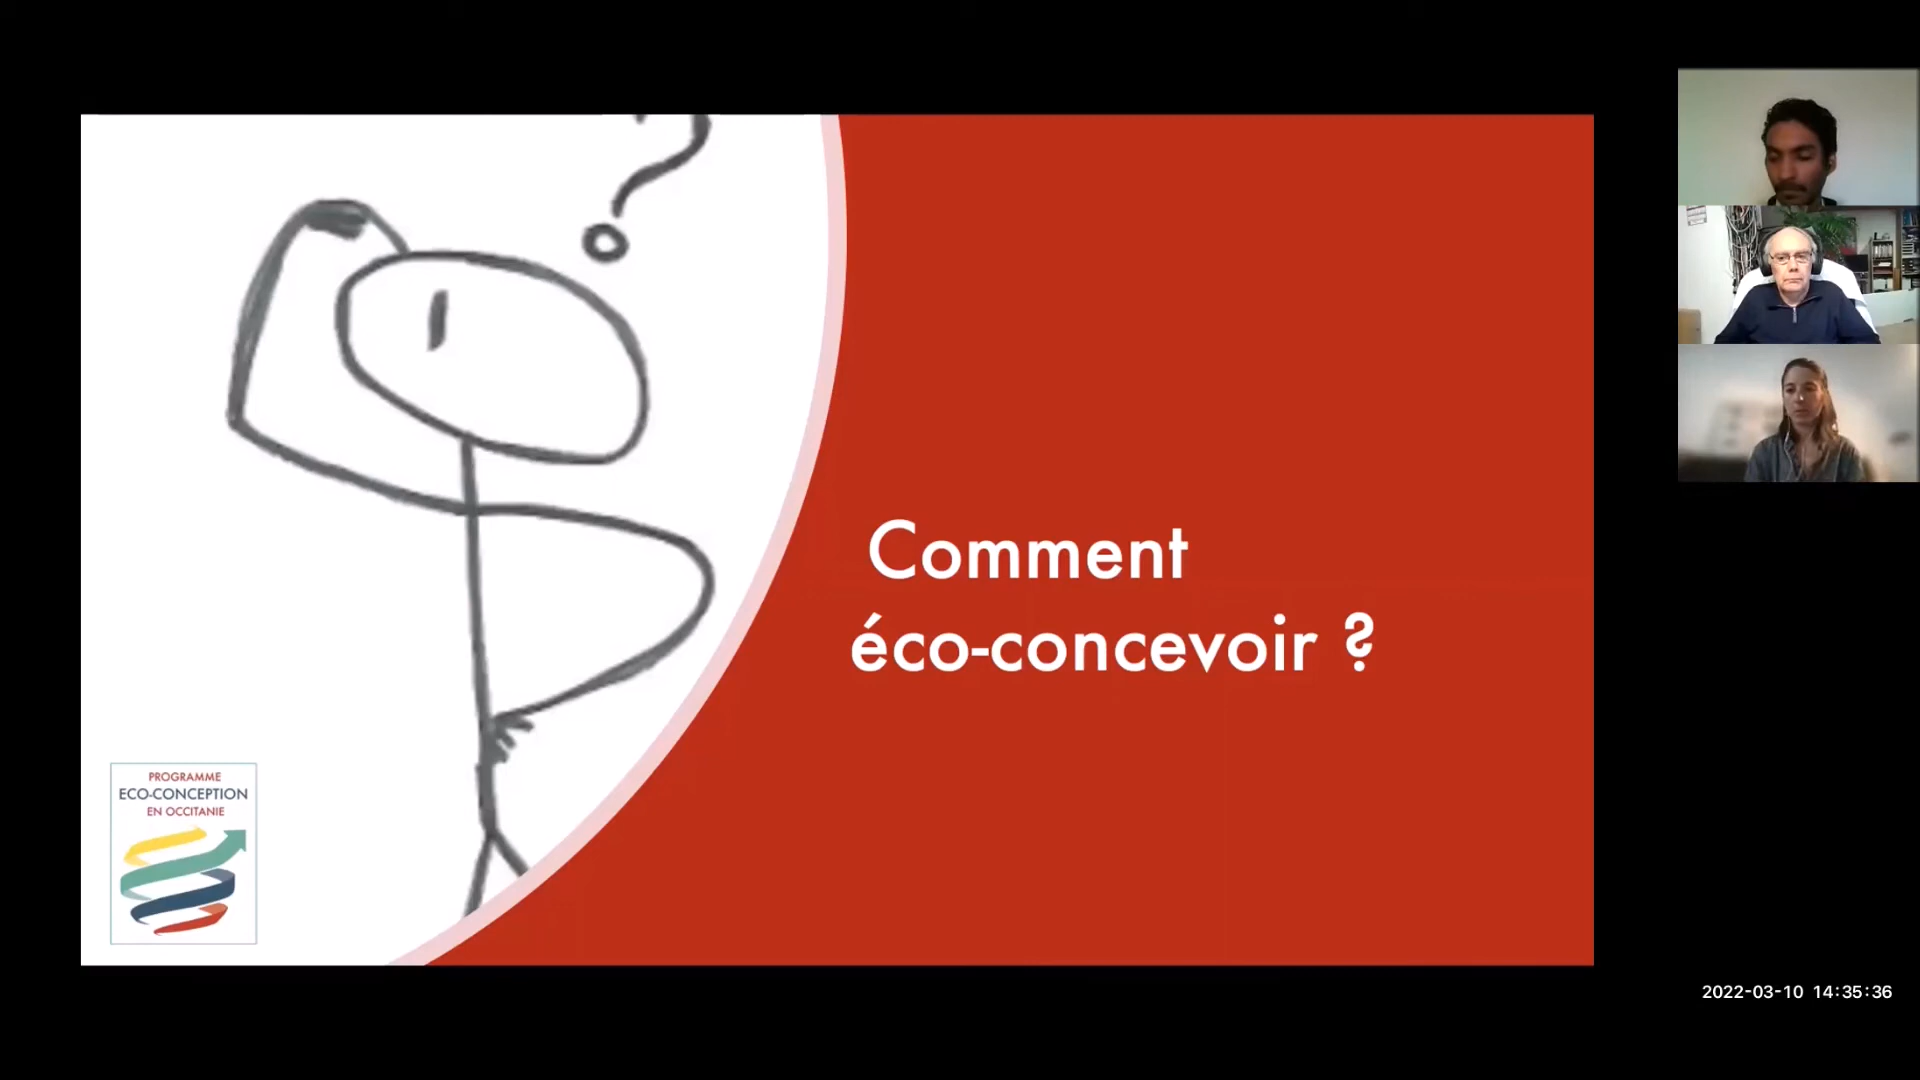 Comment
éco-concevoir ?
PROGRAMME
ECO-CONCEPTION
EN OCCITANIE
2022-03-10 14:35:36